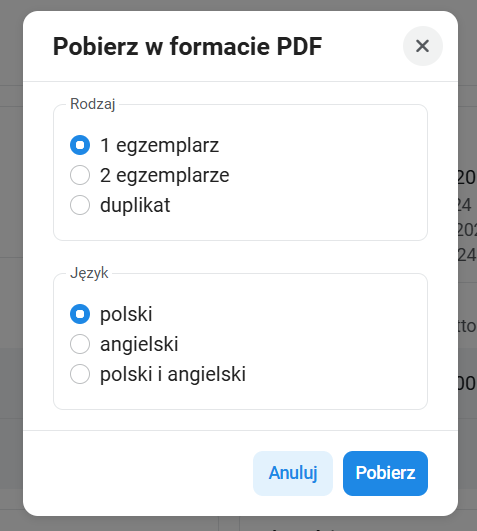 Pobierz w formacie PDF
Rodzaj
1 egzemplarz
2 egzemplarze
duplikat
Język
polski
angielski
polski i angielski
Anuluj
Pobierz